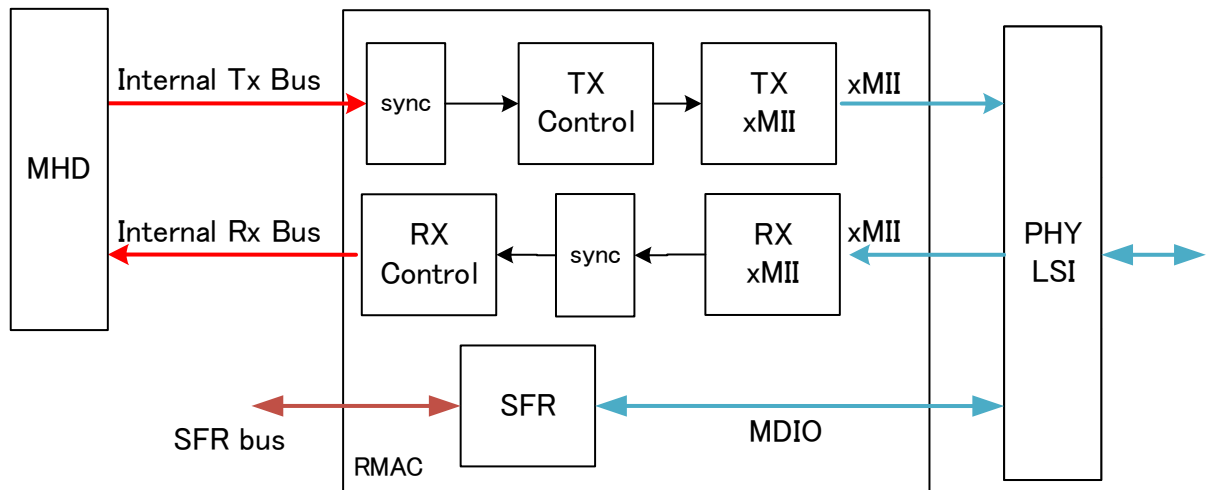 MHD
Internal Tx Bus
sync
TX
Control
TX
xMII
xMII
Internal Rx Bus
RX
Control
sync
RX
xMII
xMII
PHY
LSI
SFR
SFR bus
MDIO
RMAC